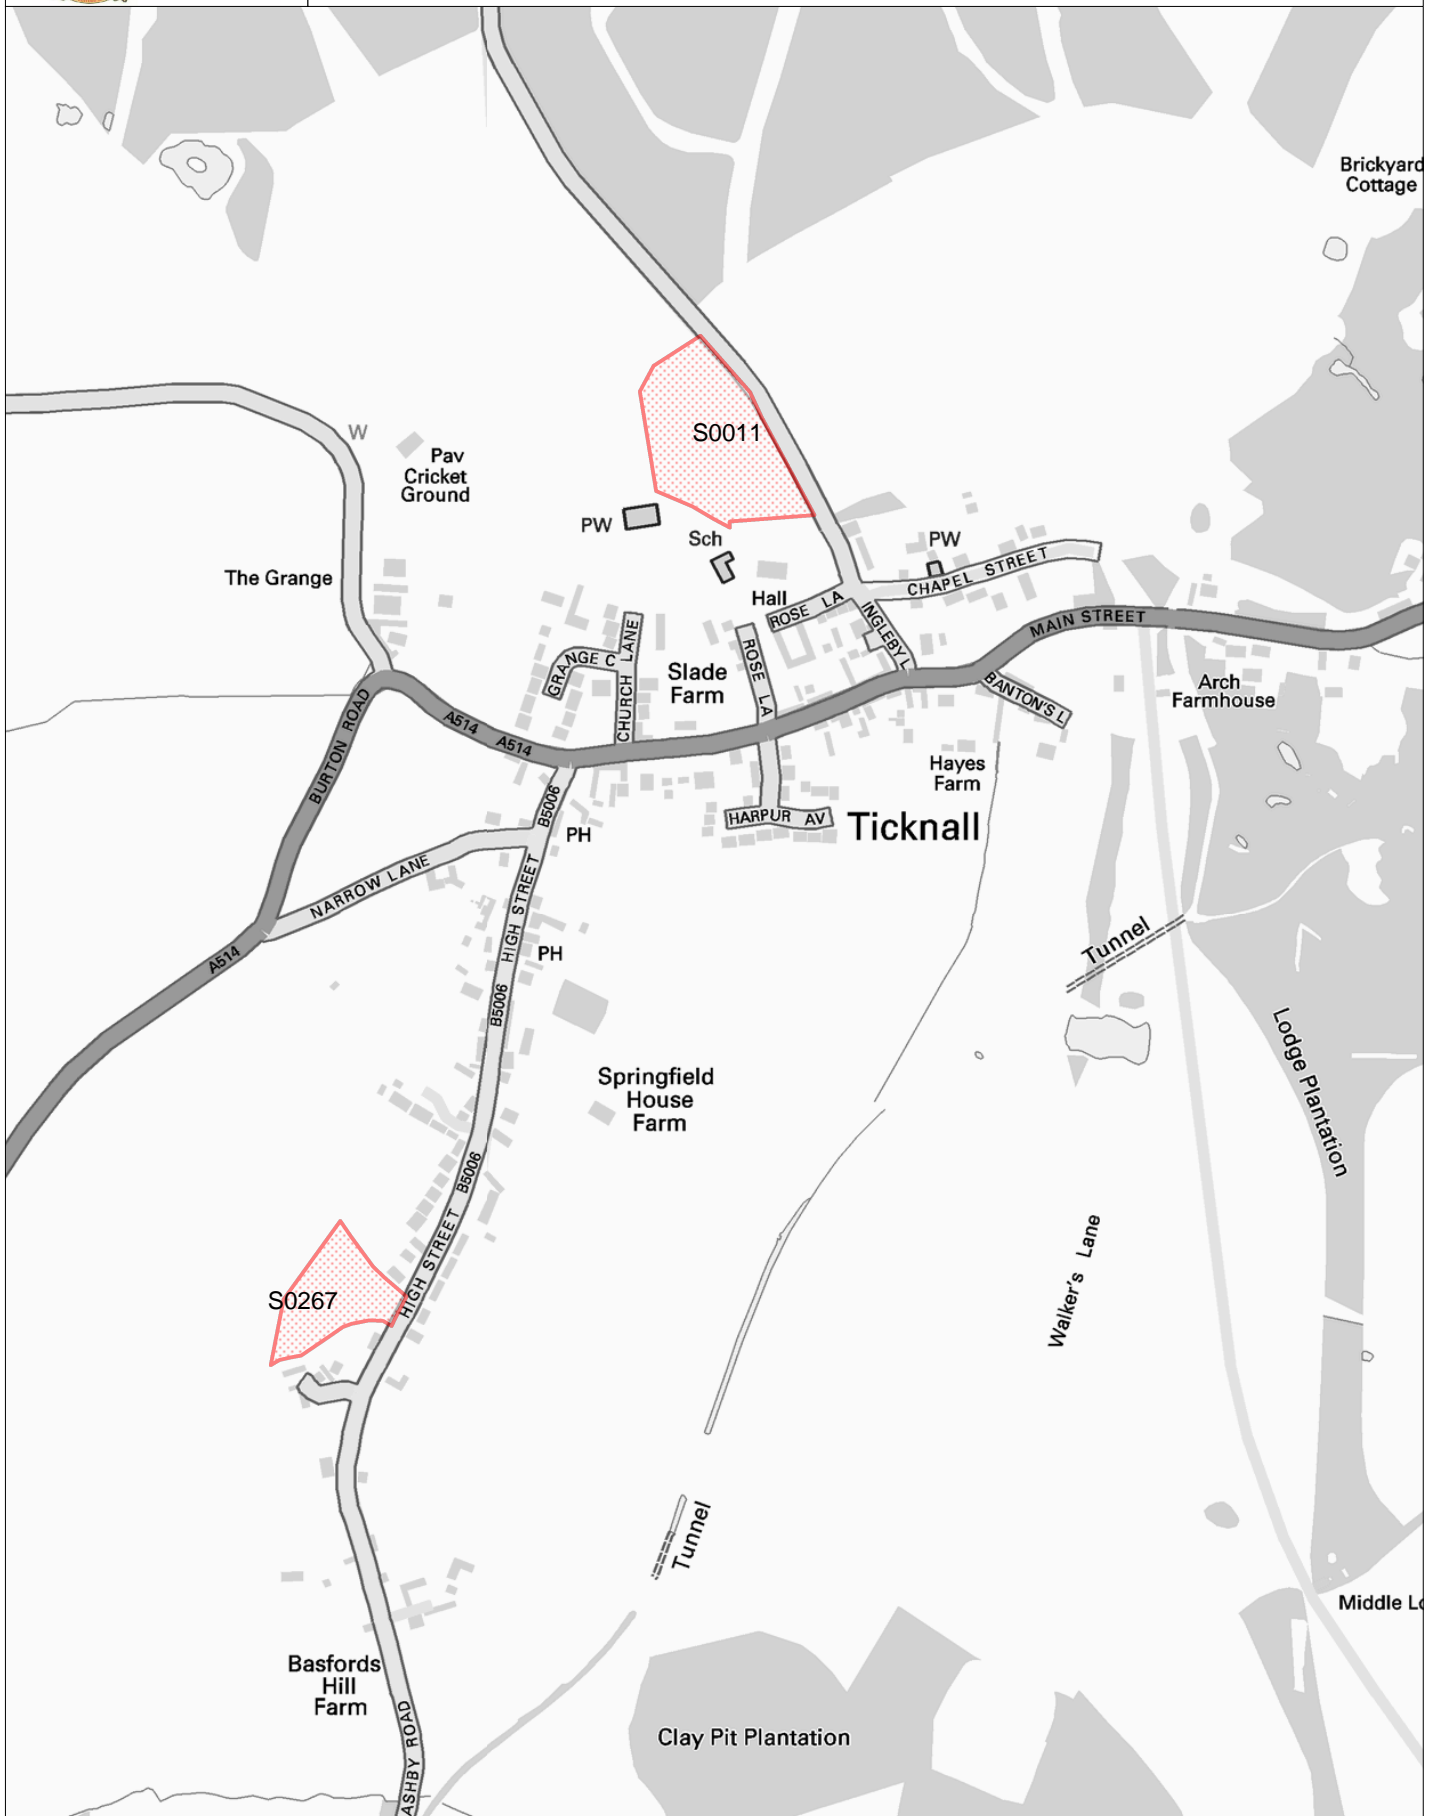 Brickyard
Cottage
S0011
W
Pav
Cricket
Ground
PW
Sch
PW
The Grange
CHAPEL STREET
Hall
ROSE LA
INGLEBY L
MAIN STREET
GRANGE C
CHURCH LANE
ROSE LA
Slade
Farm
BANTON'S L
Arch
Farmhouse
BURTON ROAD
A514
A514
Hayes
Farm
B5006
HARPUR AV
Ticknall
PH
NARROW LANE
HIGH STREET
PH
A514
Tunnel
B5006
Lodge Plantation
Springfield
House
Farm
B5006
HIGH STREET
Walker's Lane
S0267
Tunnel
Middle Lo
Basfords
Hill
Farm
Clay Pit Plantation
ASHBY ROAD